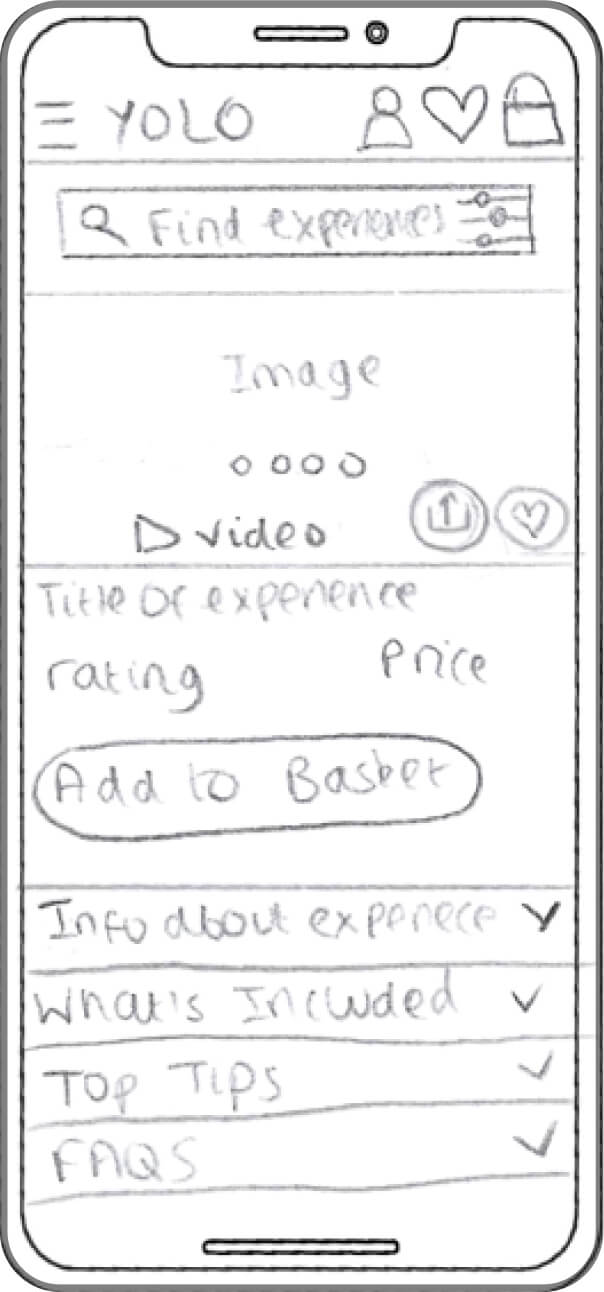 YOLO
Find experiences
Image
video
Title of experience
rating Price
Add to Basket
Info about experiece
What's Included
Top Tips
FAQS